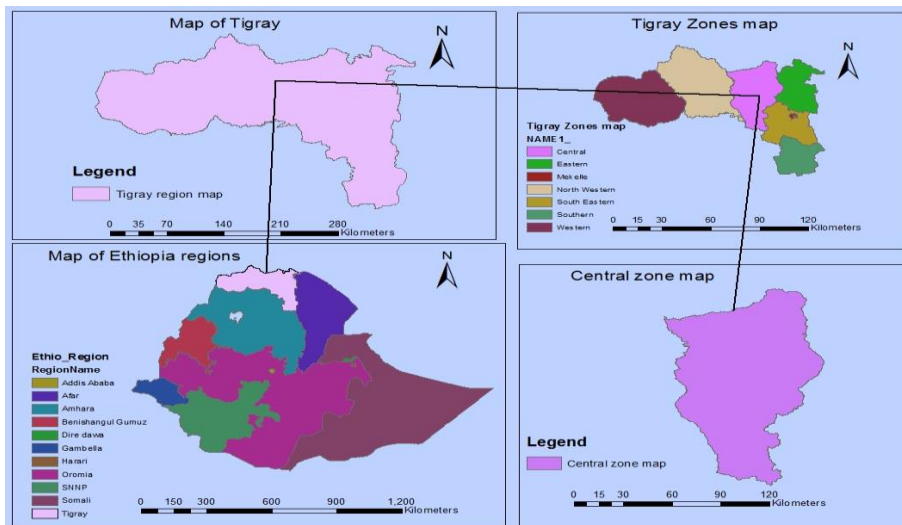 Map of Tigray
N
Legend
Tigray region map
0 35 70 140 210 280
Kilometers
Tigray Zones map
N
Tigray Zones map
NAME1_
Central
Eastern
Mekelle
North Western
South Eastern
Southern
Western
0 15 30 60 90 120
Kilometers
Map of Ethiopia regions
N
Ethio_Region
RegionName
Addis Ababa
Afar
Amhara
Benishangul Gumuz
Dire dawa
Gambella
Harari
Oromia
SNNP
Somali
Tigray
0 150 300 600 900 1,200
Kilometers
Central zone map
N
Legend
Central zone map
0 15 30 60 90 120
Kilometers